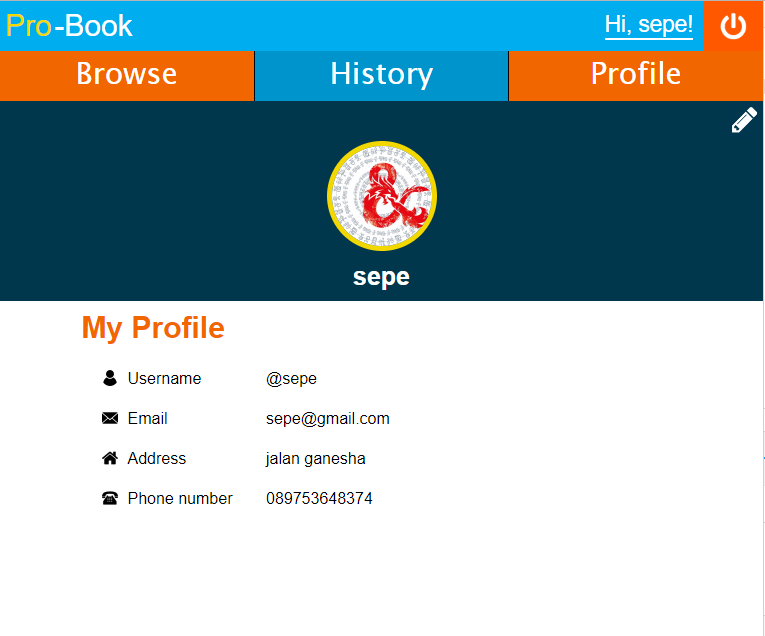 Pro-Book Hi, sepe!
Browse History Profile
sepe
My Profile
Username @sepe
Email sepe@gmail.com
Address jalan ganesha
Phone number 089753648374